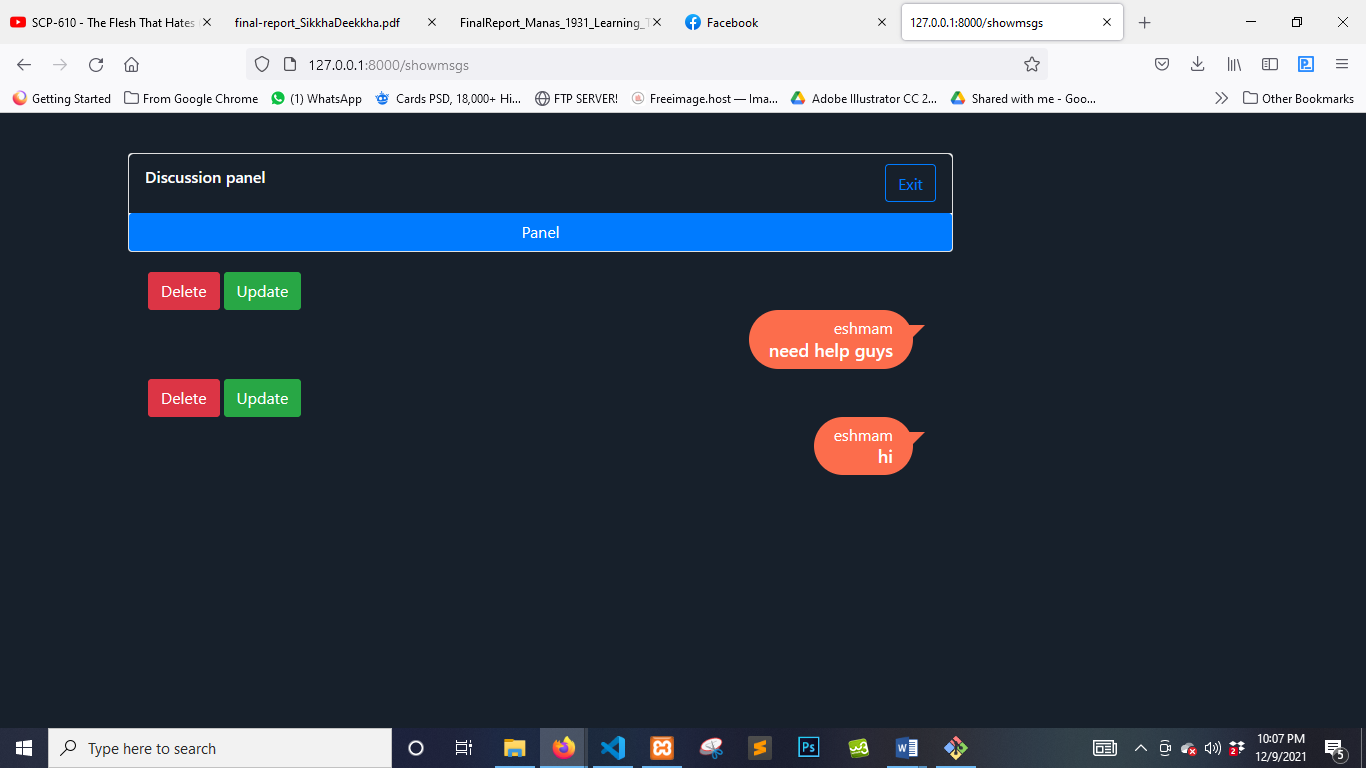 SCP-610 - The Flesh That Hates
final-report_SikkhaDeekkha.pdf
FinalReport_Manas_1931_Learning_
Facebook
127.0.0.1:8000/showmsgs
127.0.0.1:8000/showmsgs
Getting Started
From Google Chrome
(1) WhatsApp
Cards PSD, 18,000+ Hi...
FTP SERVER!
Freeimage.host — Ima...
Adobe Illustrator CC 2...
Shared with me - Goo...
Other Bookmarks
Discussion panel
Exit
Panel
Delete Update
eshmam
need help guys
Delete Update
eshmam
hi
Type here to search
10:07 PM
12/9/2021
5